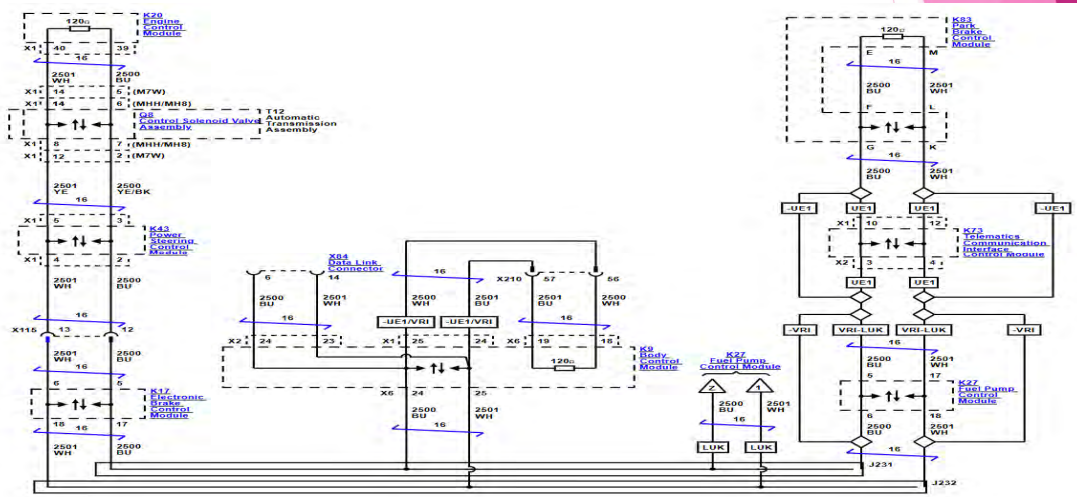 K20
Engine
Control
Module
120Ω
X1 40 39
16
2501
WH
2500
BU
X1 14 5 (M7W)
X1 14 6 (MHH/MH8)
Q8
Control Solenoid Valve
Assembly
T12
Automatic
Transmission
Assembly
X1 8 7 (MHH/MH8)
X1 12 2 (M7W)
2501
YE
2500
YE/BK
16
X1 5 3
K43
Power
Steering
Control
Module
X1 4 2
2501
WH
2500
BU
16
X115 13 12
2501
WH
2500
BU
16
6 5
K17
Electronic
Brake
Control
Module
18 17
16
2501
WH
2500
BU
X84
Data Link
Connector
6 14
2500
BU
2501
WH
16
X2 24 23
16
2500
WH
2501
BU
-UE1/VRI
-UE1/VRI
X1 25 24
X210 57 56
2501
BU
2500
WH
16
X6 19 18
120Ω
K9
Body
Control
Module
X6 24 25
2500
BU
2501
WH
16
K27
Fuel Pump
Control Module
2 1
2500
BU
2501
WH
16
LUK
LUK
K83
Park
Brake
Control
Module
120Ω
E M
16
2500
BU
2501
WH
F L
G K
16
2500
BU
2501
WH
-UE1
UE1
UE1
-UE1
X1 10 12
K73
Telematics
Communication
Interface
Control Module
X2 3 4
UE1
UE1
-VRI
VRI-LUK
VRI-LUK
-VRI
16
2500
BU
2501
WH
5 17
K27
Fuel Pump
Control
Module
6 18
2500
BU
2501
WH
16
J231
J232